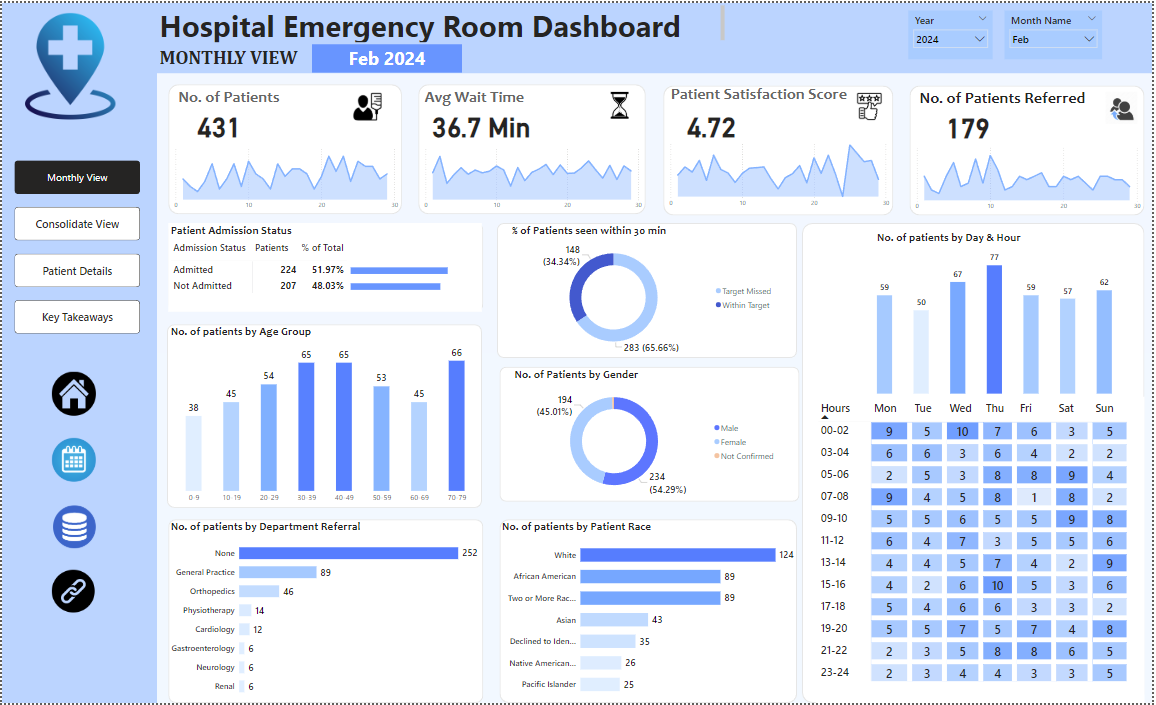 Hospital Emergency Room Dashboard
MONTHLY VIEW
Feb 2024
Year
2024
Month Name
Feb
Monthly View
Consolidate View
Patient Details
Key Takeaways
No. of Patients
431
0 10 20 30
Avg Wait Time
36.7 Min
0 10 20 30
Patient Satisfaction Score
4.72
0 10 20 30
No. of Patients Referred
179
0 10 20 30
Patient Admission Status
Admission Status Patients % of Total
Admitted 224 51.97%
Not Admitted 207 48.03%
No. of patients by Age Group
38 45 54 65 65 53 45 66
0-9 10-19 20-29 30-39 40-49 50-59 60-69 70-79
No. of patients by Department Referral
None 252
General Practice 89
Orthopedics 46
Physiotherapy 14
Cardiology 12
Gastroenterology 6
Neurology 6
Renal 6
% of Patients seen within 30 min
148
(34.34%)
283 (65.66%)
Target Missed
Within Target
No. of Patients by Gender
194
(45.01%)
234
(54.29%)
Male
Female
Not Confirmed
No. of patients by Patient Race
White 124
African American 89
Two or More Rac... 89
Asian 43
Declined to Iden... 35
Native American... 26
Pacific Islander 25
No. of patients by Day & Hour
59 50 67 77 59 57 62
Hours Mon Tue Wed Thu Fri Sat Sun
00-02 9 5 10 7 6 3 5
03-04 6 6 3 6 4 2 2
05-06 2 5 3 8 8 9 4
07-08 9 4 5 8 1 8 2
09-10 5 5 6 5 5 9 8
11-12 6 4 7 3 5 5 6
13-14 4 4 5 7 4 2 9
15-16 4 2 6 10 5 3 6
17-18 5 4 6 6 3 3 2
19-20 5 5 7 5 7 4 8
21-22 2 3 5 8 8 6 5
23-24 2 3 4 4 3 3 5